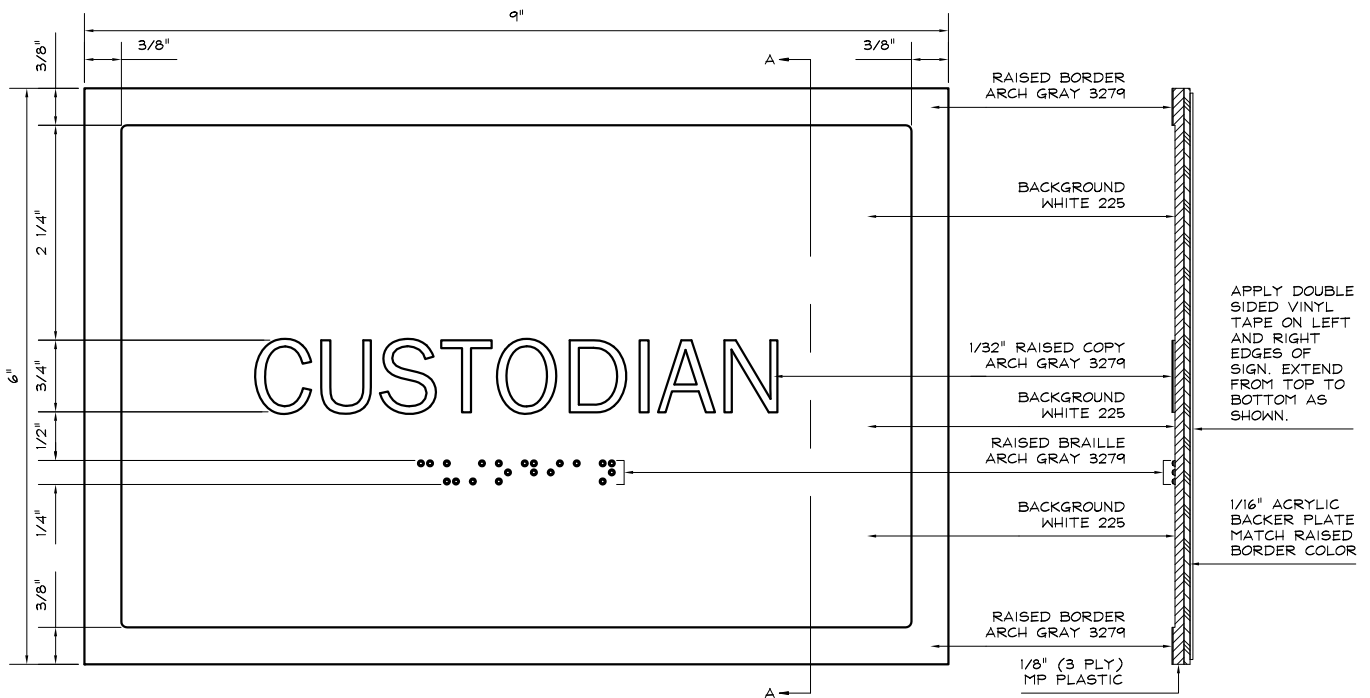 9"
3/8"
3/8"
3/8"
A
RAISED BORDER
ARCH GRAY 3279
2 1/4"
BACKGROUND
WHITE 225
6"
3/4"
CUSTODIAN
1/32" RAISED COPY
ARCH GRAY 3279
APPLY DOUBLE
SIDED VINYL
TAPE ON LEFT
AND RIGHT
EDGES OF
SIGN. EXTEND
FROM TOP TO
BOTTOM AS
SHOWN.
1/2"
BACKGROUND
WHITE 225
⠉⠥⠌⠕⠙⠊⠁⠝
RAISED BRAILLE
ARCH GRAY 3279
1/4"
BACKGROUND
WHITE 225
1/16" ACRYLIC
BACKER PLATE
MATCH RAISED
BORDER COLOR
3/8"
RAISED BORDER
ARCH GRAY 3279
1/8" (3 PLY)
MP PLASTIC
A